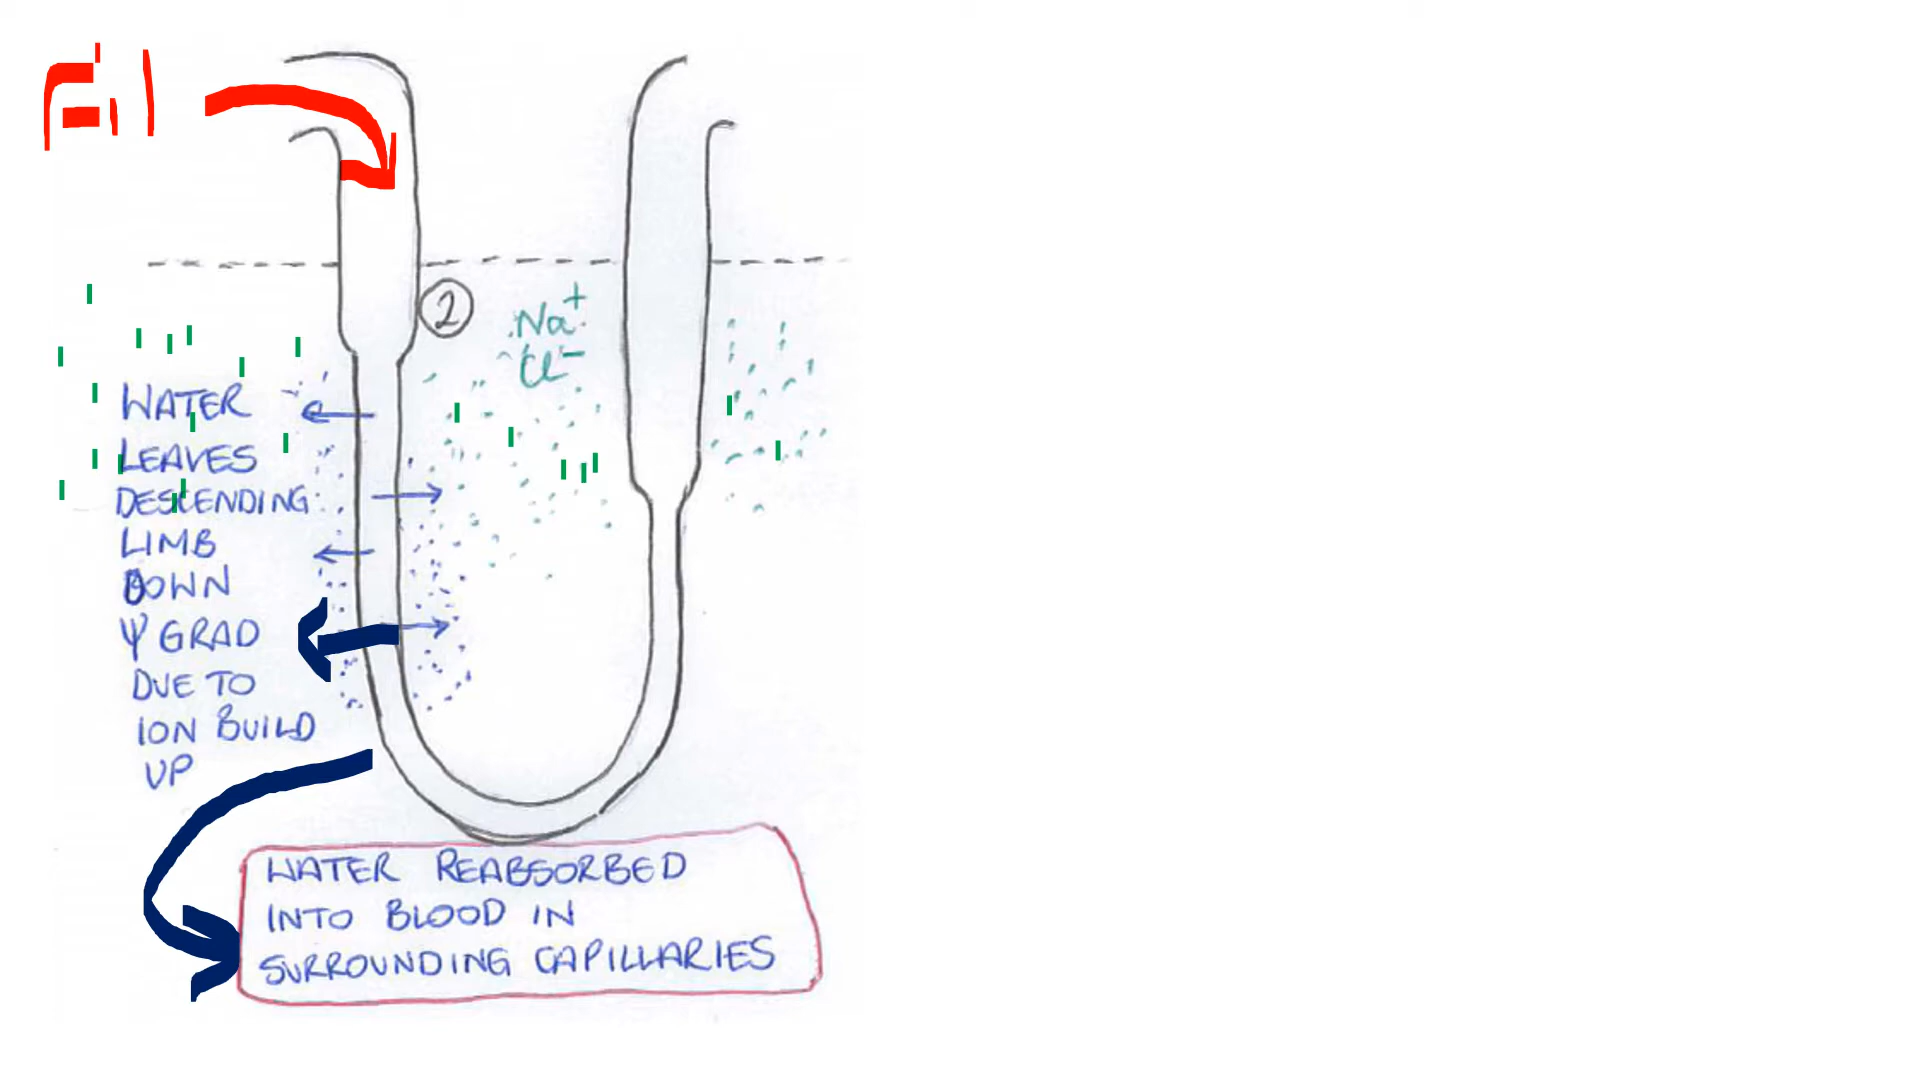 ②
Na⁺
Cl⁻
WATER
LEAVES
DESCENDING
LIMB
DOWN
Ψ GRAD
DUE TO
ION BUILD
UP
WATER REABSORBED
INTO BLOOD IN
SURROUNDING CAPILLARIES